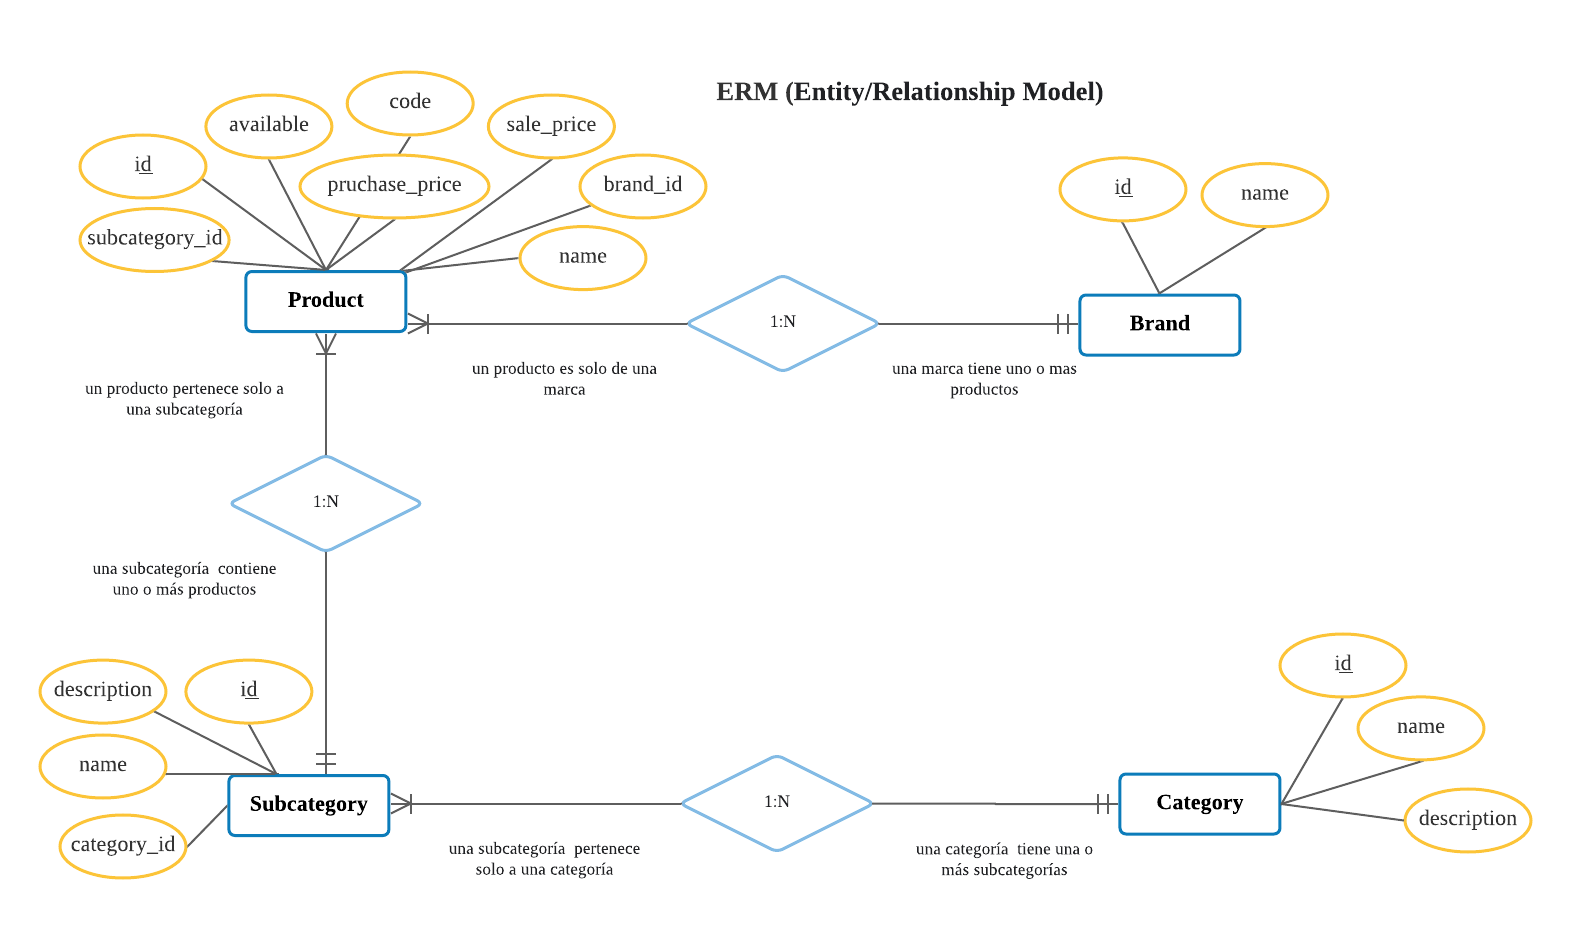 ERM (Entity/Relationship Model)
code
available
sale_price
id
pruchase_price
brand_id
subcategory_id
name
Product
id
name
Brand
1:N
un producto es solo de una
marca
una marca tiene uno o mas
productos
un producto pertenece solo a
una subcategoría
1:N
una subcategoría  contiene
uno o más productos
description
id
name
category_id
Subcategory
1:N
una subcategoría  pertenece
solo a una categoría
una categoría  tiene una o
más subcategorías
Category
id
name
description